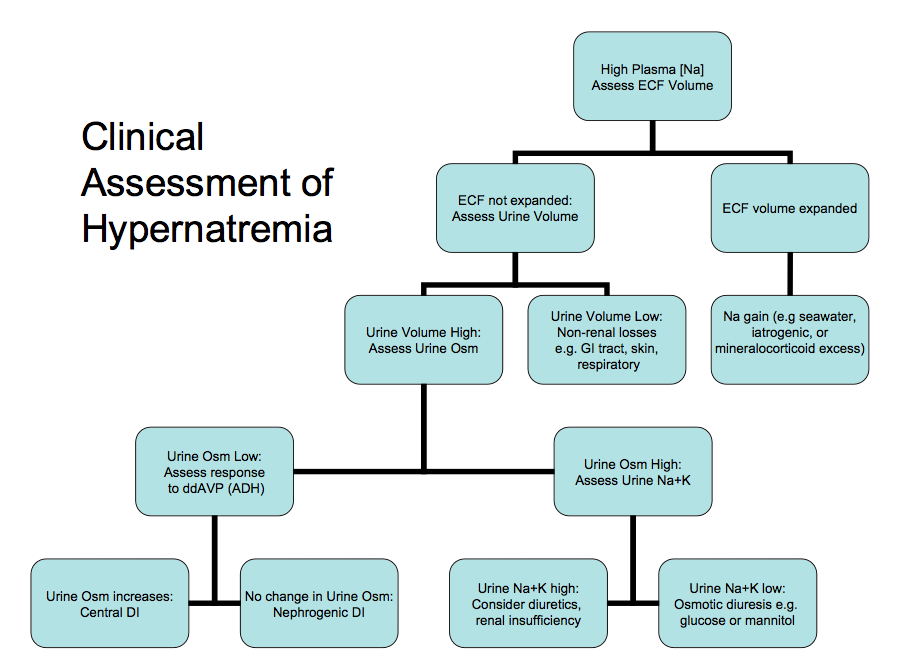 Clinical
Assessment of
Hypernatremia
High Plasma [Na]
Assess ECF Volume
ECF not expanded:
Assess Urine Volume
ECF volume expanded
Urine Volume High:
Assess Urine Osm
Urine Volume Low:
Non-renal losses
e.g. GI tract, skin,
respiratory
Na gain (e.g seawater,
iatrogenic, or
mineralocorticoid excess)
Urine Osm Low:
Assess response
to ddAVP (ADH)
Urine Osm High:
Assess Urine Na+K
Urine Osm increases:
Central DI
No change in Urine Osm:
Nephrogenic DI
Urine Na+K high:
Consider diuretics,
renal insufficiency
Urine Na+K low:
Osmotic diuresis e.g.
glucose or mannitol